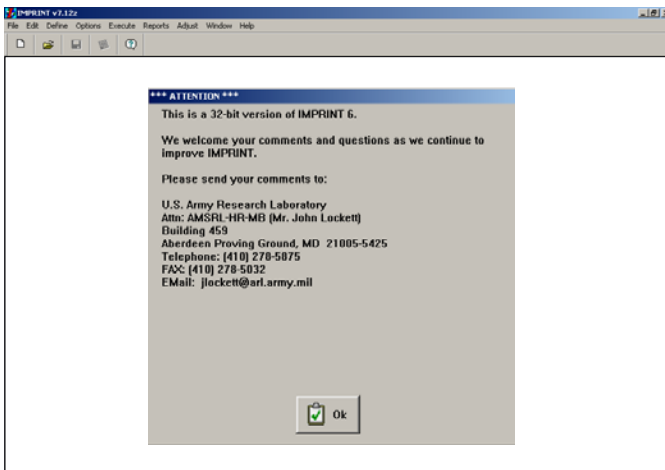 IMPRINT v7.12z
File Edit Define Options Execute Reports Adjust Window Help
*** ATTENTION ***
This is a 32-bit version of IMPRINT 6.
We welcome your comments and questions as we continue to
improve IMPRINT.
Please send your comments to:
U.S. Army Research Laboratory
Attn: AMSRL-HR-MB (Mr. John Lockett)
Building 459
Aberdeen Proving Ground, MD 21005-5425
Telephone: (410) 278-5875
FAX: (410) 278-5032
EMail: jlockett@arl.army.mil
Ok